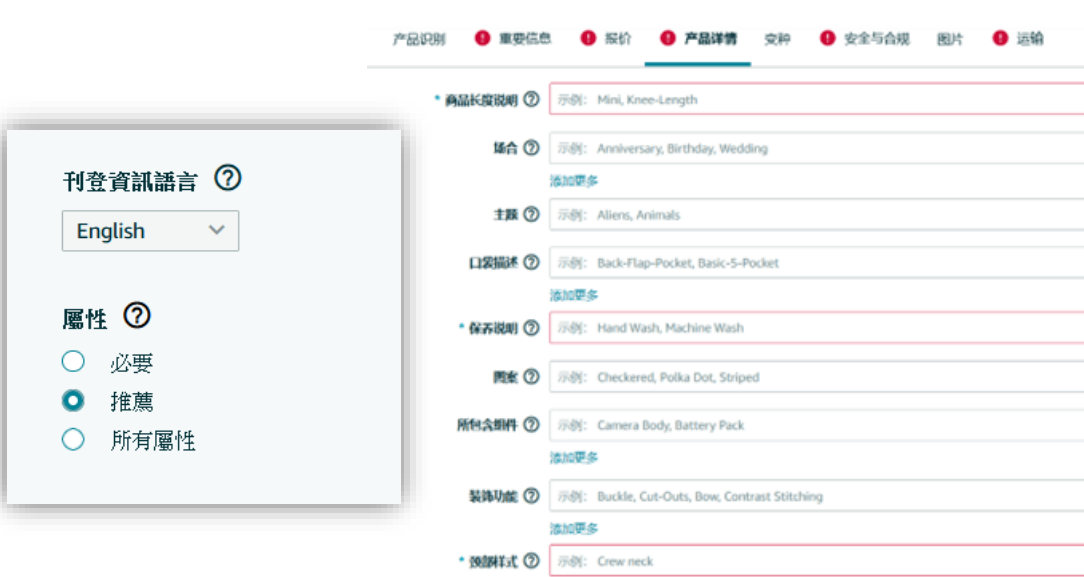 产品识别 重要信息 报价 产品详情 变种 安全与合规 图片 运输
* 商品长度说明 示例: Mini, Knee-Length
场合 示例: Anniversary, Birthday, Wedding
添加更多
主题 示例: Aliens, Animals
口袋描述 示例: Back-Flap-Pocket, Basic-5-Pocket
添加更多
* 保养说明 示例: Hand Wash, Machine Wash
图案 示例: Checkered, Polka Dot, Striped
所包含组件 示例: Camera Body, Battery Pack
添加更多
装饰功能 示例: Buckle, Cut-Outs, Bow, Contrast Stitching
添加更多
* 颈部样式 示例: Crew neck
刊登資訊語言
English
屬性
必要
推薦
所有屬性